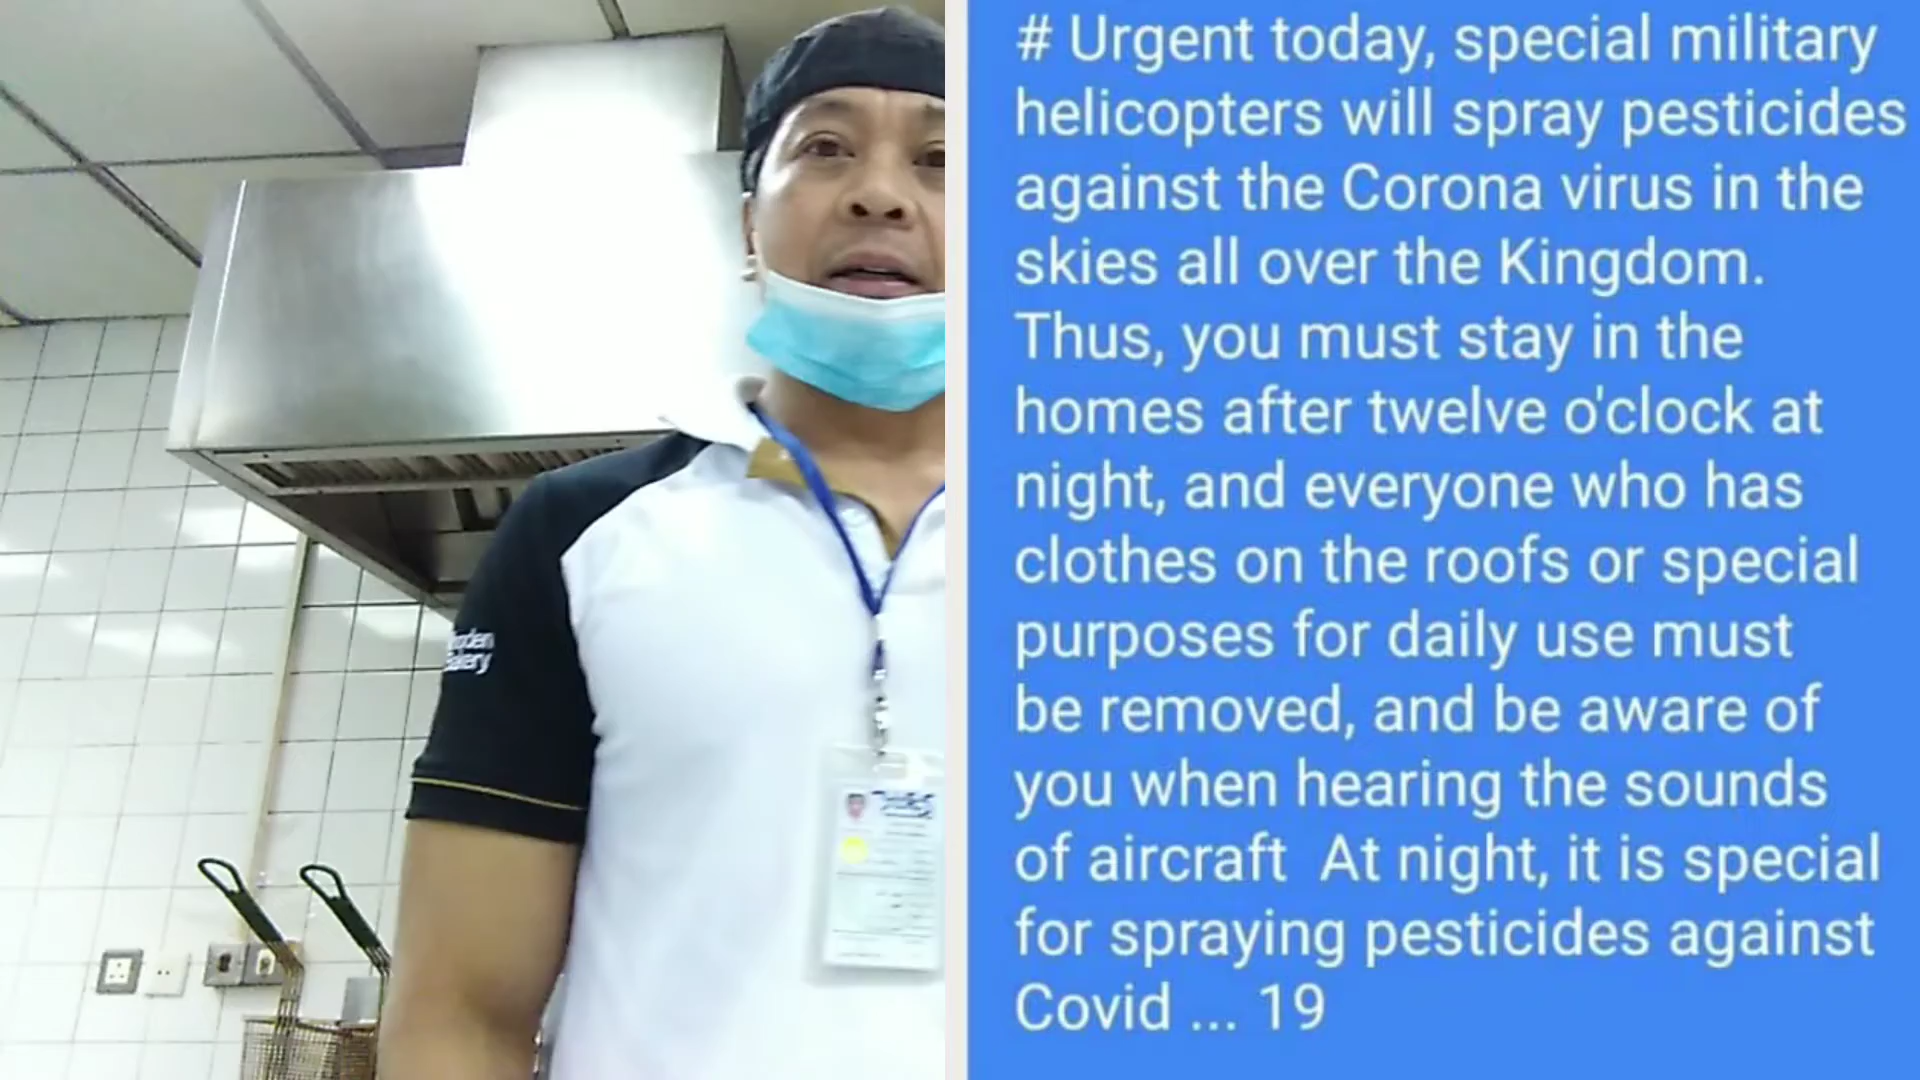 # Urgent today, special military
helicopters will spray pesticides
against the Corona virus in the
skies all over the Kingdom.
Thus, you must stay in the
homes after twelve o'clock at
night, and everyone who has
clothes on the roofs or special
purposes for daily use must
be removed, and be aware of
you when hearing the sounds
of aircraft  At night, it is special
for spraying pesticides against
Covid ... 19